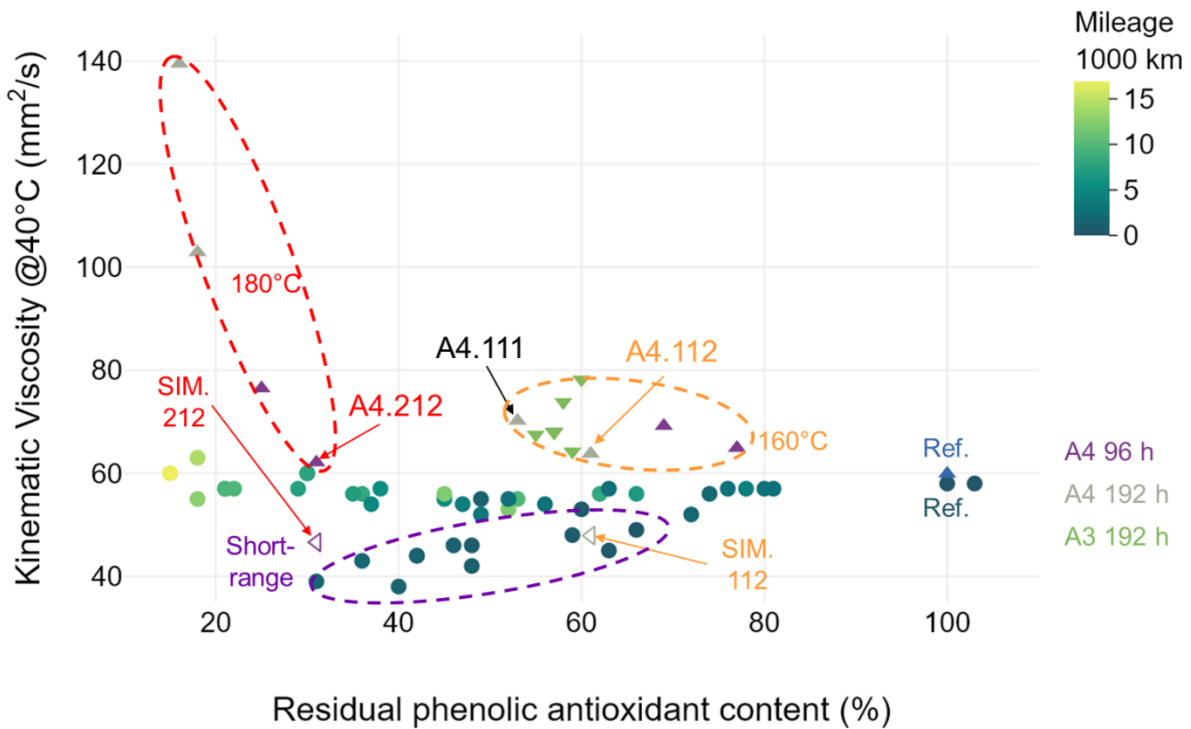 Mileage
1000 km
15
10
5
0
Kinematic Viscosity @40°C (mm²/s)
140
120
100
80
60
40
180°C
A4.111
A4.112
SIM.
212
A4.212
160°C
Ref.
Ref.
A4 96 h
A4 192 h
A3 192 h
Short-
range
SIM.
112
20
40
60
80
100
Residual phenolic antioxidant content (%)